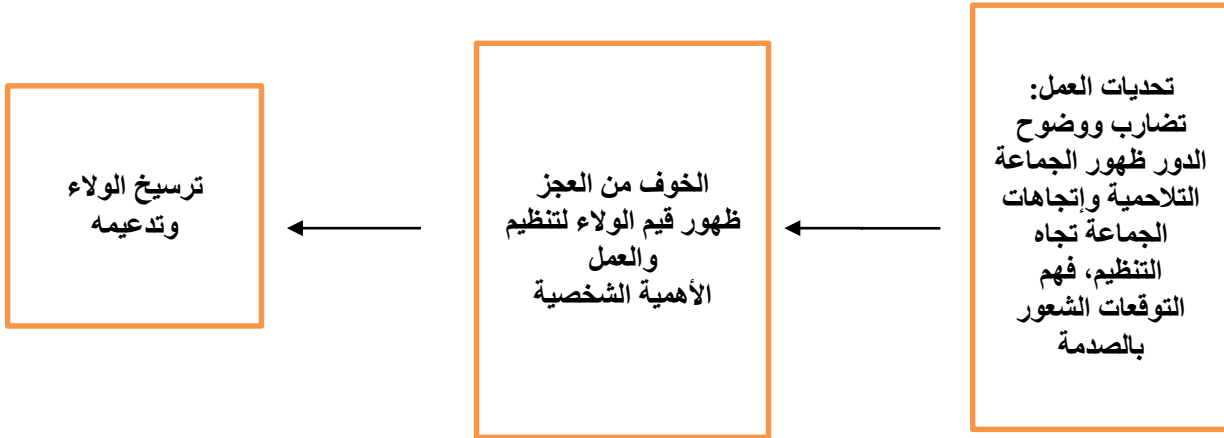 تحديات العمل:
تضارب ووضوح
الدور ظهور الجماعة
التلاحمية وإتجاهات
الجماعة تجاه
التنظيم، فهم
التوقعات الشعور
بالصدمة
الخوف من العجز
ظهور قيم الولاء لتنظيم
والعمل
الأهمية الشخصية
ترسيخ الولاء
وتدعيمه